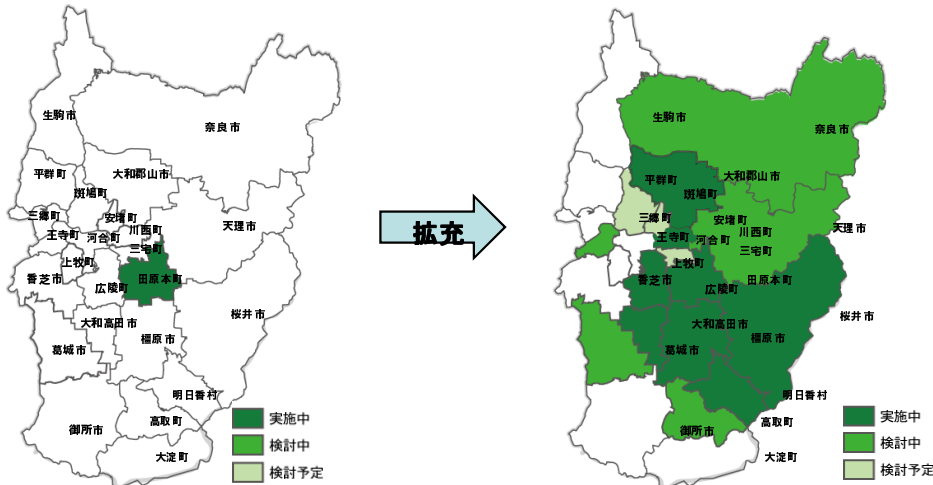 生駒市
奈良市
平群町
大和郡山市
斑鳩町
三郷町
安堵町
川西町
天理市
王寺町
河合町
三宅町
上牧町
香芝市
田原本町
広陵町
大和高田市
桜井市
橿原市
葛城市
明日香村
高取町
御所市
大淀町
実施中
検討中
検討予定
拡充
生駒市
奈良市
大和郡山市
平群町
斑鳩町
三郷町
安堵町
天理市
川西町
王寺町
河合町
三宅町
上牧町
香芝市
田原本町
広陵町
桜井市
大和高田市
橿原市
葛城市
明日香村
高取町
御所市
大淀町
実施中
検討中
検討予定